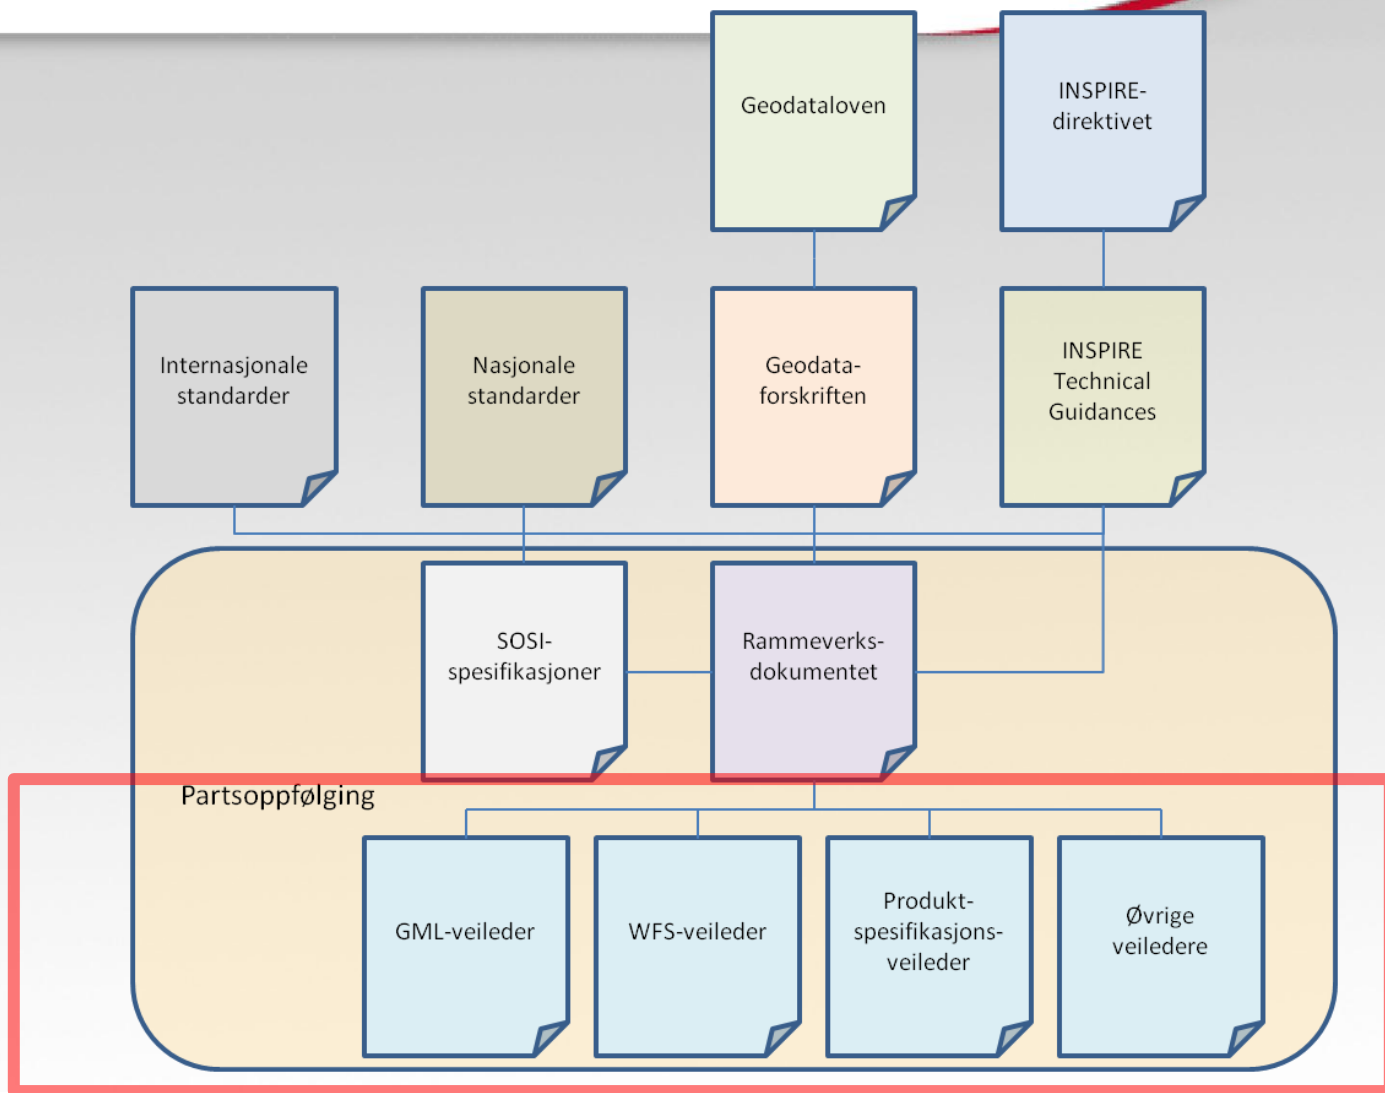 Geodataloven
INSPIRE-
direktivet
Internasjonale
standarder
Nasjonale
standarder
Geodata-
forskriften
INSPIRE
Technical
Guidances
SOSI-
spesifikasjoner
Rammeverks-
dokumentet
Partsoppfølging
GML-veileder
WFS-veileder
Produkt-
spesifikasjons-
veileder
Øvrige
veiledere